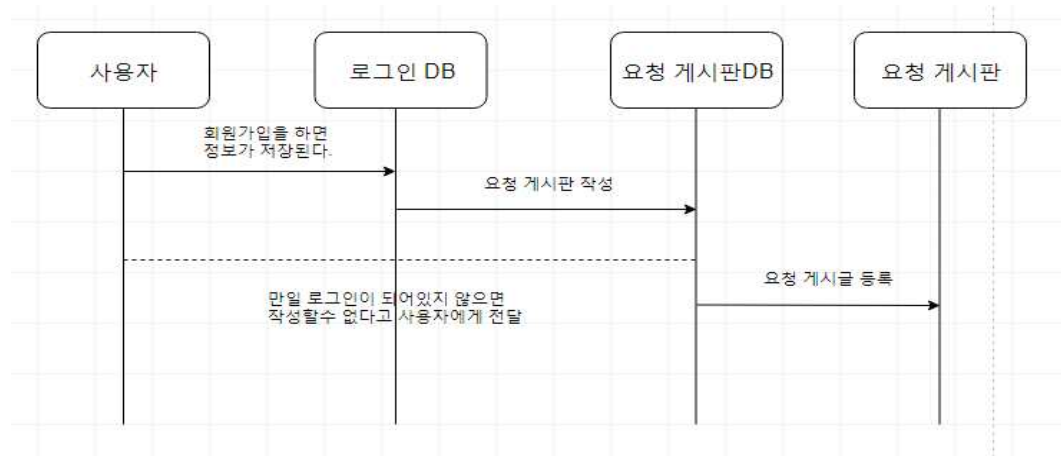 사용자
로그인 DB
요청 게시판DB
요청 게시판
회원가입을 하면
정보가 저장된다.
요청 게시판 작성
요청 게시글 등록
만일 로그인이 되어있지 않으면
작성할수 없다고 사용자에게 전달